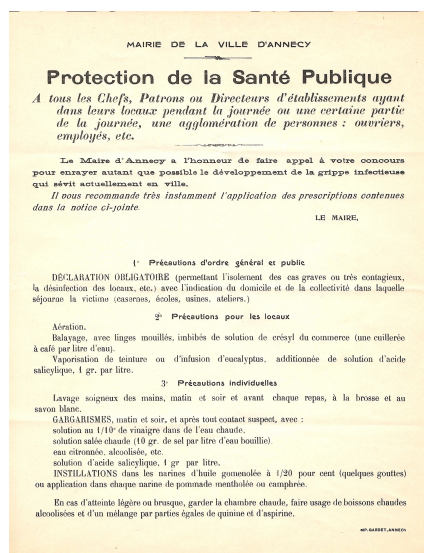 MAIRIE DE LA VILLE D'ANNECY
Protection de la Santé Publique
A tous les Chefs, Patrons ou Directeurs d'établissements ayant
dans leurs locaux pendant la journée ou une certaine partie
de la journée, une agglomération de personnes : ouvriers,
employés, etc.
Le Maire d'Annecy a l'honneur de faire appel à votre concours
pour enrayer autant que possible le développement de la grippe infectieuse
qui sévit actuellement en ville.
Il vous recommande très instamment l'application des prescriptions contenues
dans la notice ci-jointe.
LE MAIRE,
1° Précautions d'ordre général et public
DÉCLARATION OBLIGATOIRE (permettant l'isolement des cas graves ou très contagieux,
la désinfection des locaux, etc.) avec l'indication du domicile et de la collectivité dans laquelle
séjourne la victime (casernes, écoles, usines, ateliers.)
2° Précautions pour les locaux
Aération.
Balayage, avec linges mouillés, imbibés de solution de crésyl du commerce (une cuillerée
à café par litre d'eau).
Vaporisation de teinture ou d'infusion d'eucalyptus, additionnée de solution d'acide
salicylique, 1 gr. par litre.
3° Précautions individuelles
Lavage soigneux des mains, matin et soir et avant chaque repas, à la brosse et au
savon blanc.
GARGARISMES, matin et soir, et après tout contact suspect, avec :
solution au 1/10e de vinaigre dans de l'eau chaude.
solution salée chaude (10 gr. de sel par litre d'eau bouillie).
eau citronnée, alcoolisée, etc.
solution d'acide salicylique, 1 gr par litre.
INSTILLATIONS dans les narines d'huile gomenolée à 1/20 pour cent (quelques gouttes)
ou application dans chaque narine de pommade mentholée ou camphrée.
En cas d'atteinte légère ou brusque, garder la chambre chaude, faire usage de boissons chaudes
alcoolisées et d'un mélange par parties égales de quinine et d'aspirine.
IMP. GARDET, ANNECY